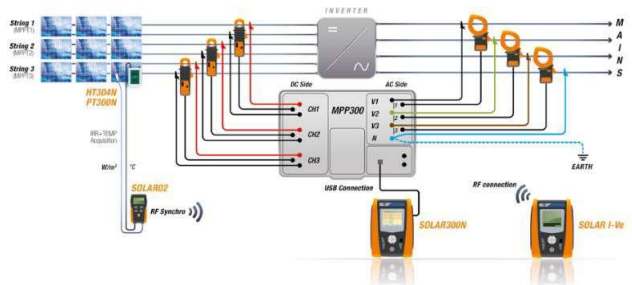 String 1
(MPPT1)
String 2
(MPPT2)
String 3
(MPPT3)
INVERTER
M
A
I
N
S
HT304N
PT300N
DC Side
AC Side
MPP300
CH1
CH2
CH3
V1
I1
V2
I2
V3
I3
N
IRR+TEMP
Acquisition
W/m²
°C
EARTH
USB Connection
RF connection
SOLAR02
RF Synchro
SOLAR300N
SOLAR I-Ve